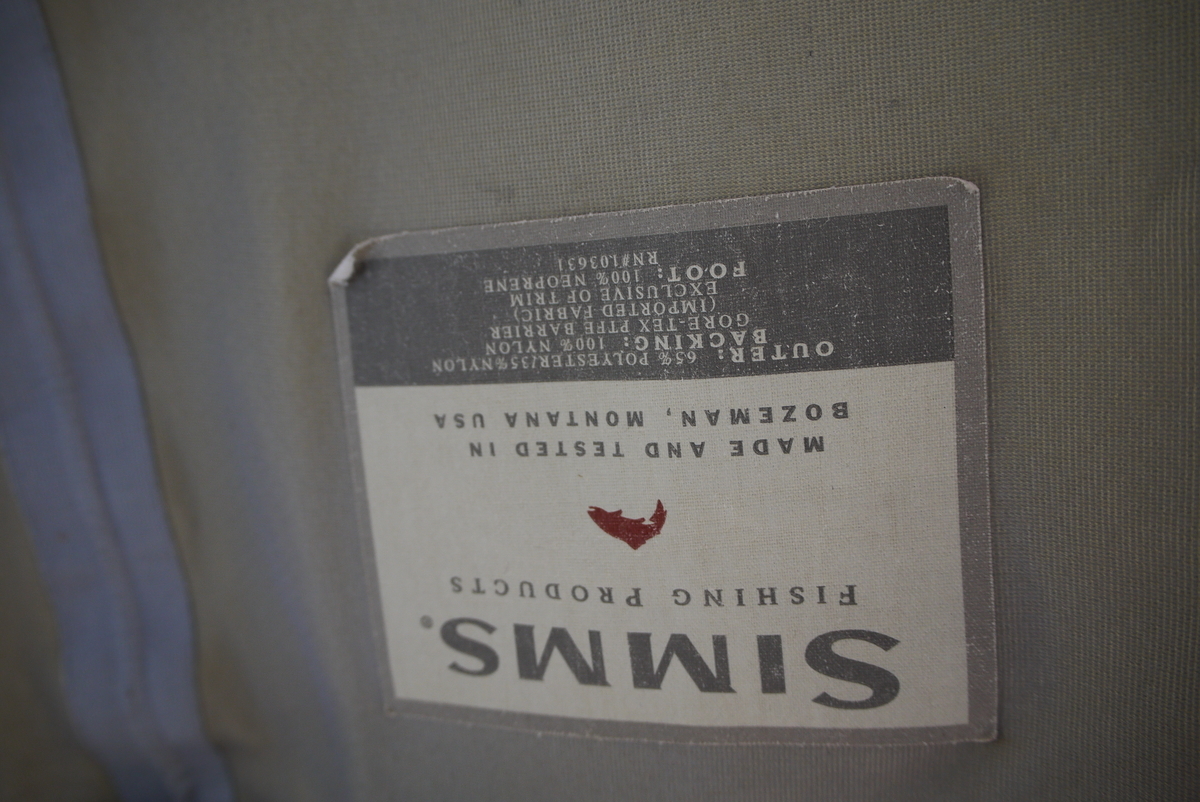 SIMMS®
FISHING PRODUCTS
MADE AND TESTED IN
BOZEMAN, MONTANA USA
OUTER: 65% POLYESTER/35%NYLON
BACKING: 100% NYLON
GORE-TEX PTFE BARRIER
(IMPORTED FABRIC)
EXCLUSIVE OF TRIM
FOOT: 100% NEOPRENE
RN#103631